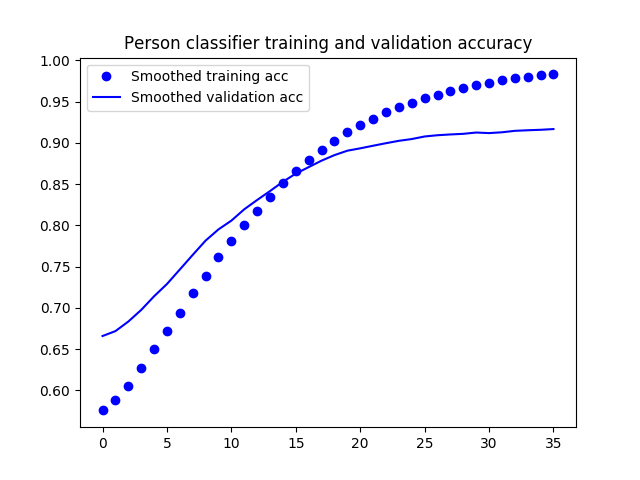 Person classifier training and validation accuracy
Smoothed training acc
Smoothed validation acc
1.00
0.95
0.90
0.85
0.80
0.75
0.70
0.65
0.60
0 5 10 15 20 25 30 35